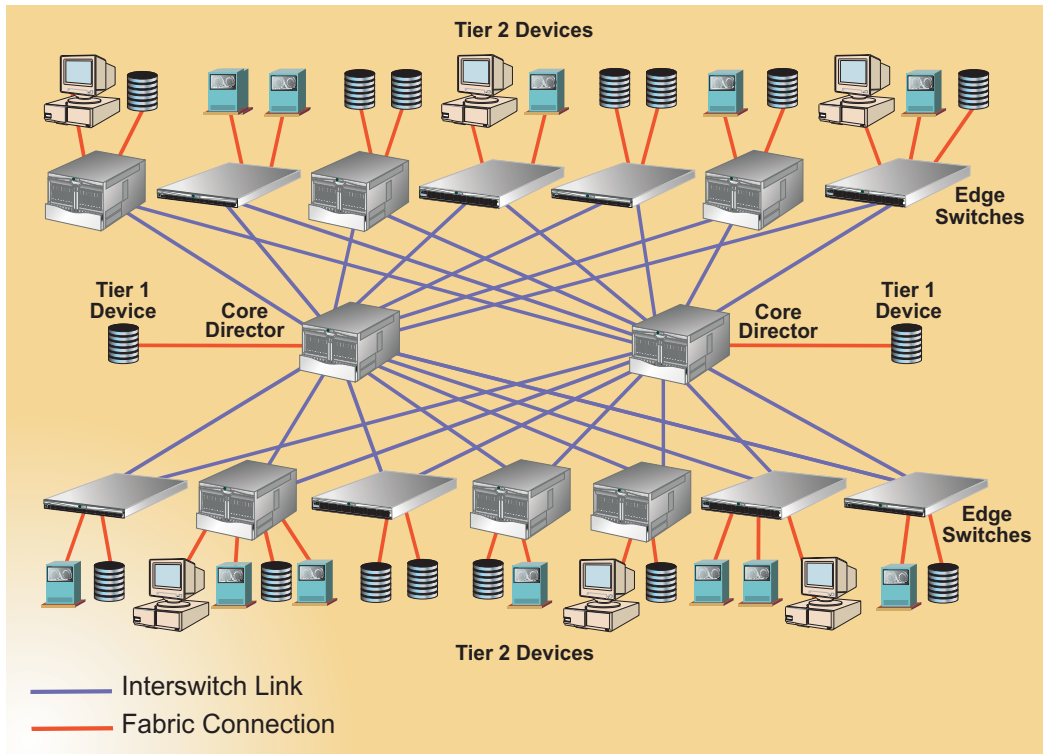 Tier 2 Devices
Edge
Switches
Tier 1
Device
Core
Director
Core
Director
Tier 1
Device
Edge
Switches
Tier 2 Devices
Interswitch Link
Fabric Connection